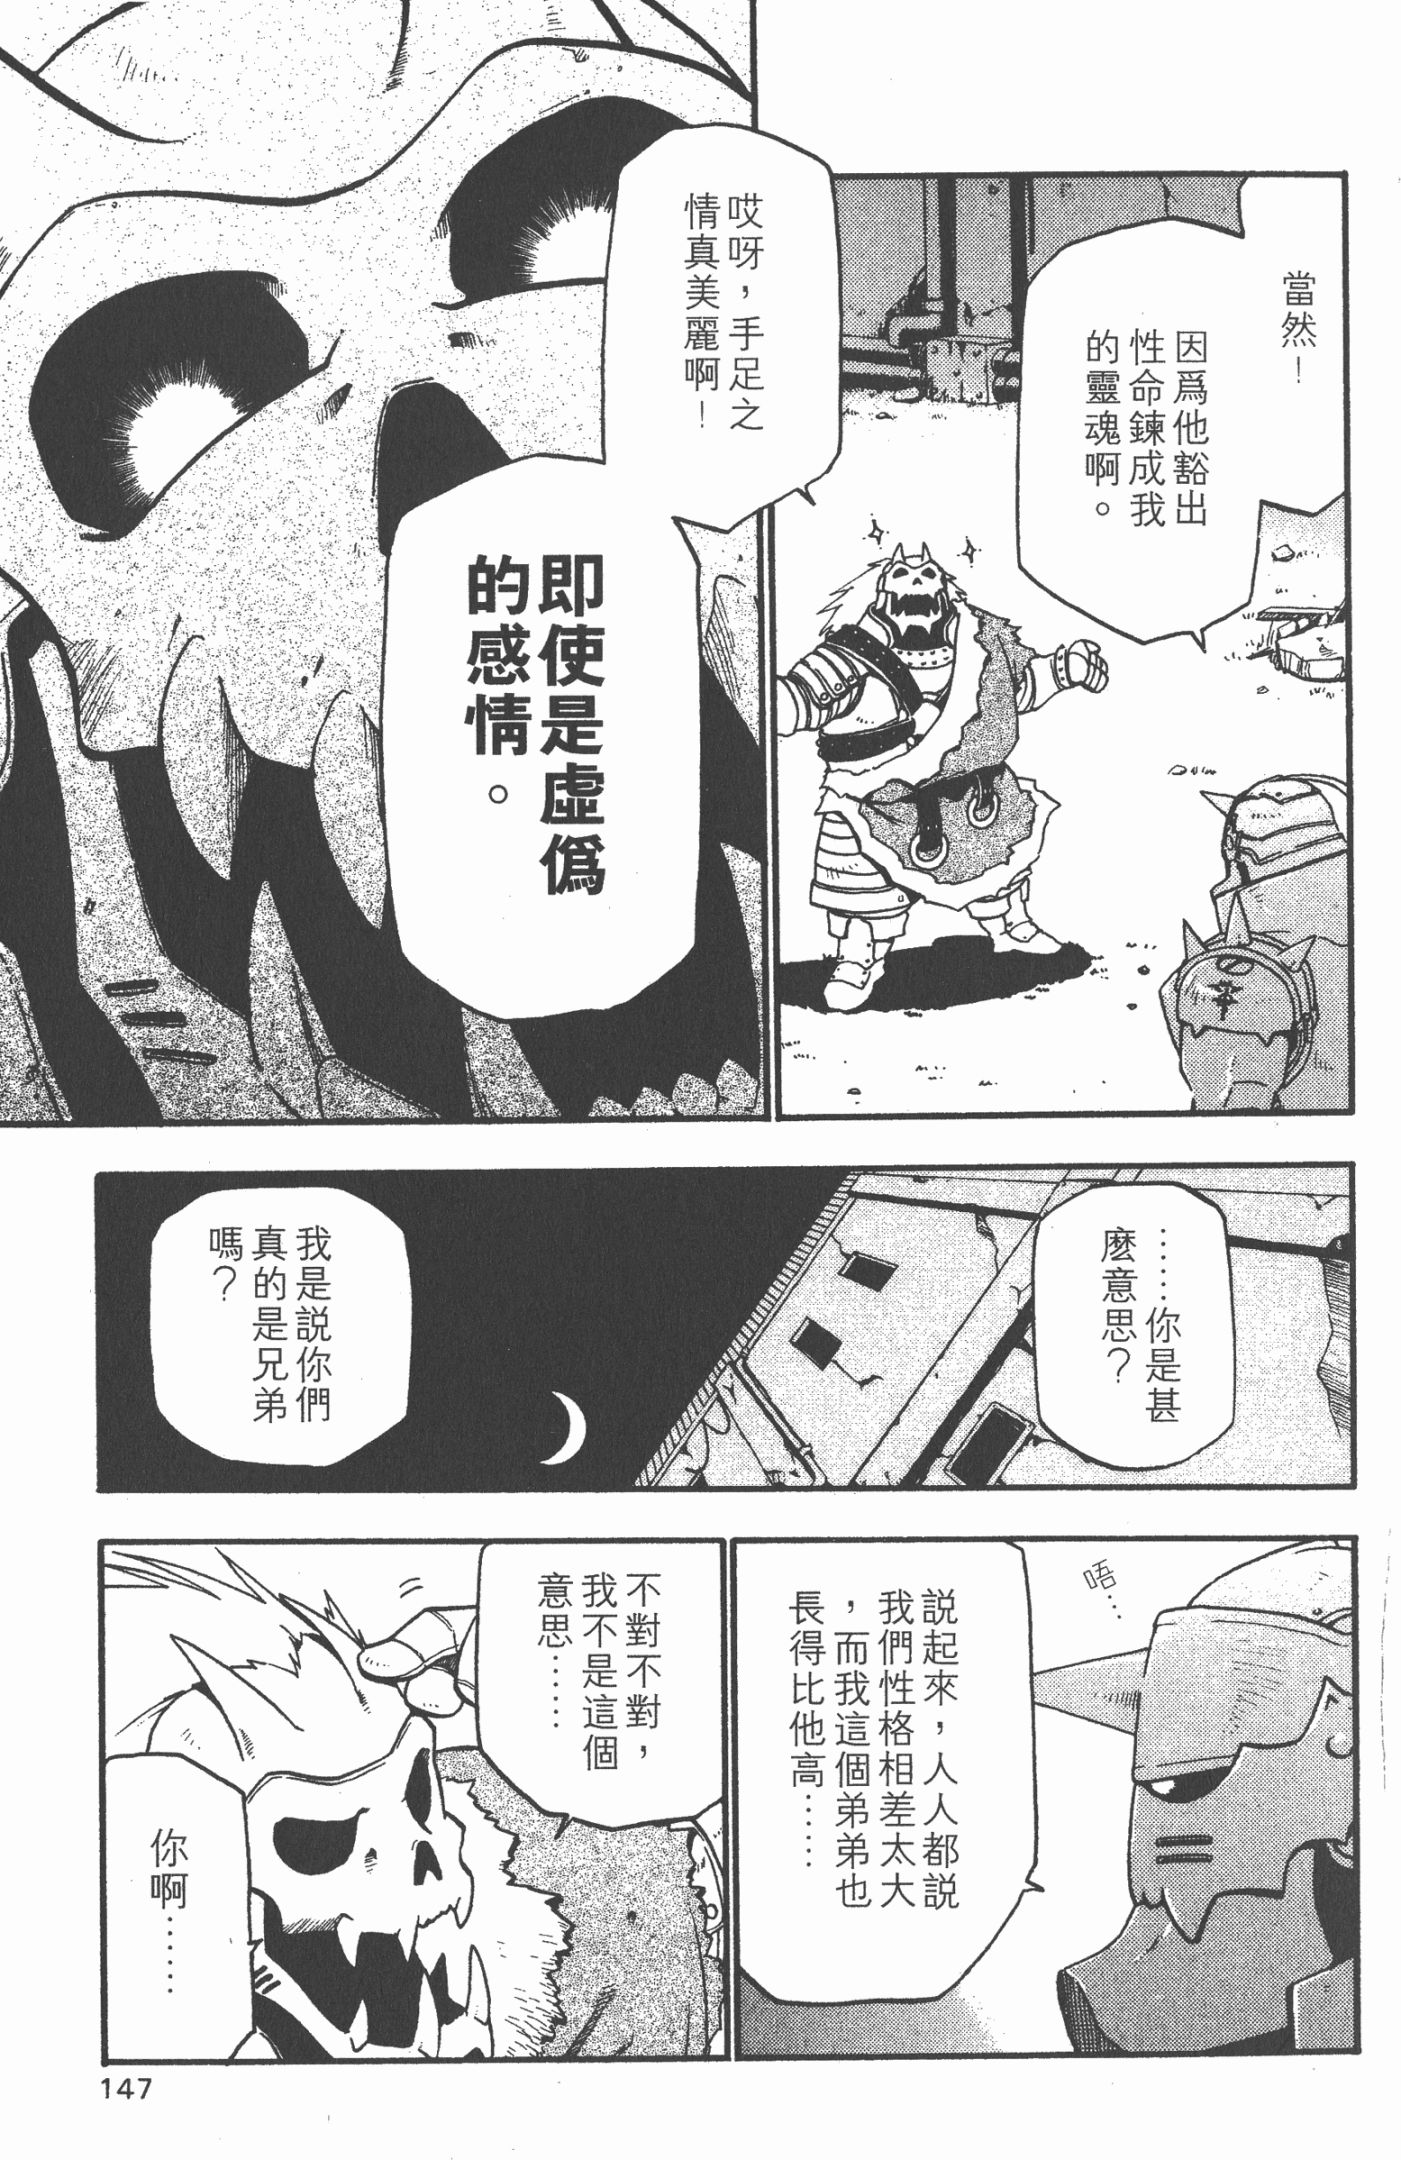 當然！
因爲他豁出
性命鍊成我
的靈魂啊。
哎呀，手足之
情真美麗啊！
即使是虛僞
的感情。
……你是甚
麼意思？
我是説你們
真的是兄弟
嗎？
唔…
説起來，人人都説
我們性格相差太大
，而我這個弟弟也
長得比他高……
不對不對，
我不是這個
意思……
你啊……
147